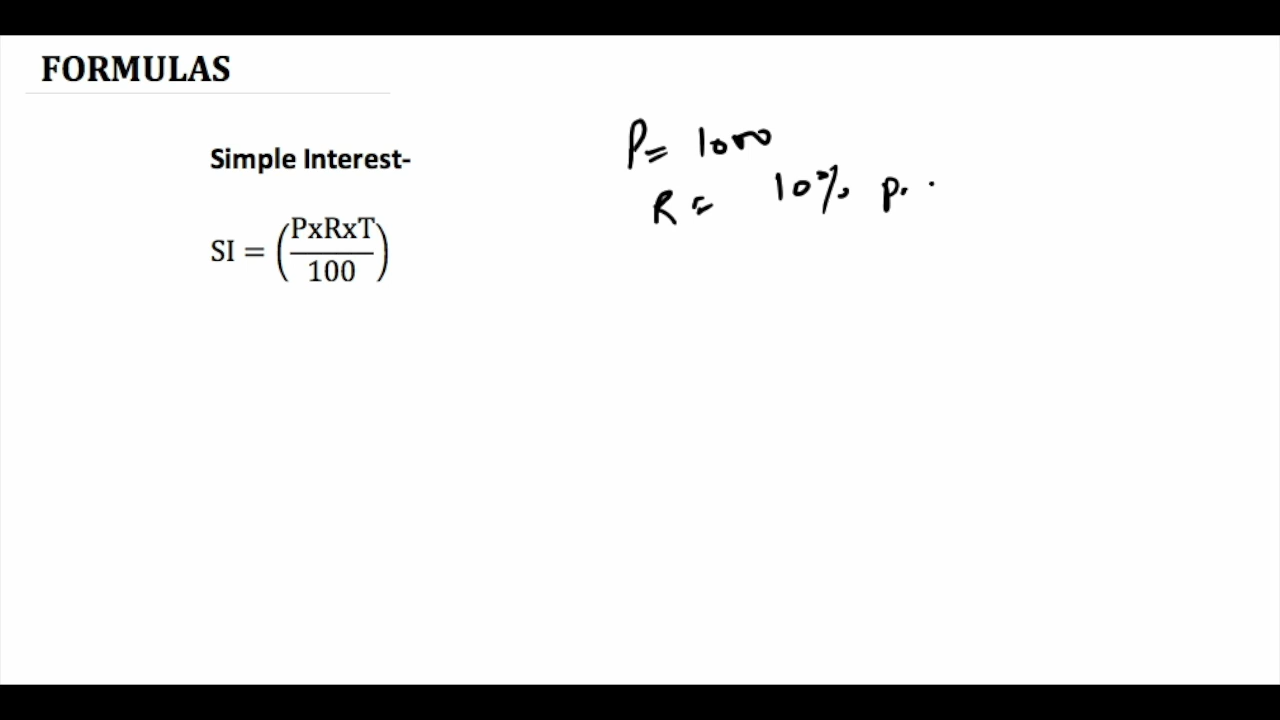 FORMULAS
Simple Interest-
SI = (PxRxT/100)
P= 1000
R = 10% p. .